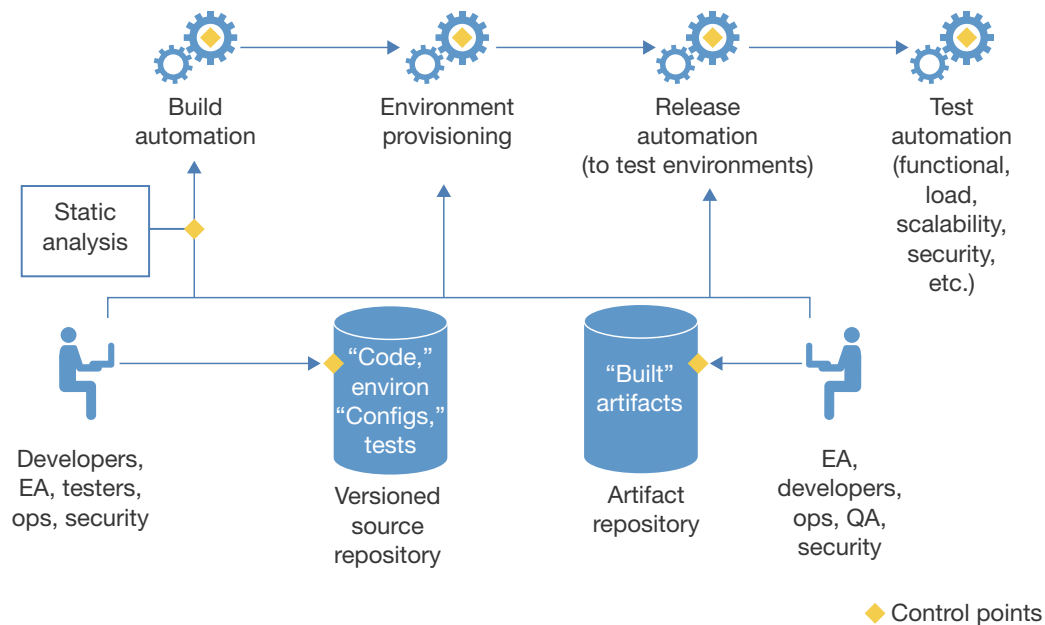 Build
automation
Environment
provisioning
Release
automation
(to test environments)
Test
automation
(functional,
load,
scalability,
security,
etc.)
Static
analysis
“Code,”
environ
“Configs,”
tests
“Built”
artifacts
Developers,
EA, testers,
ops, security
Versioned
source
repository
Artifact
repository
EA,
developers,
ops, QA,
security
Control points